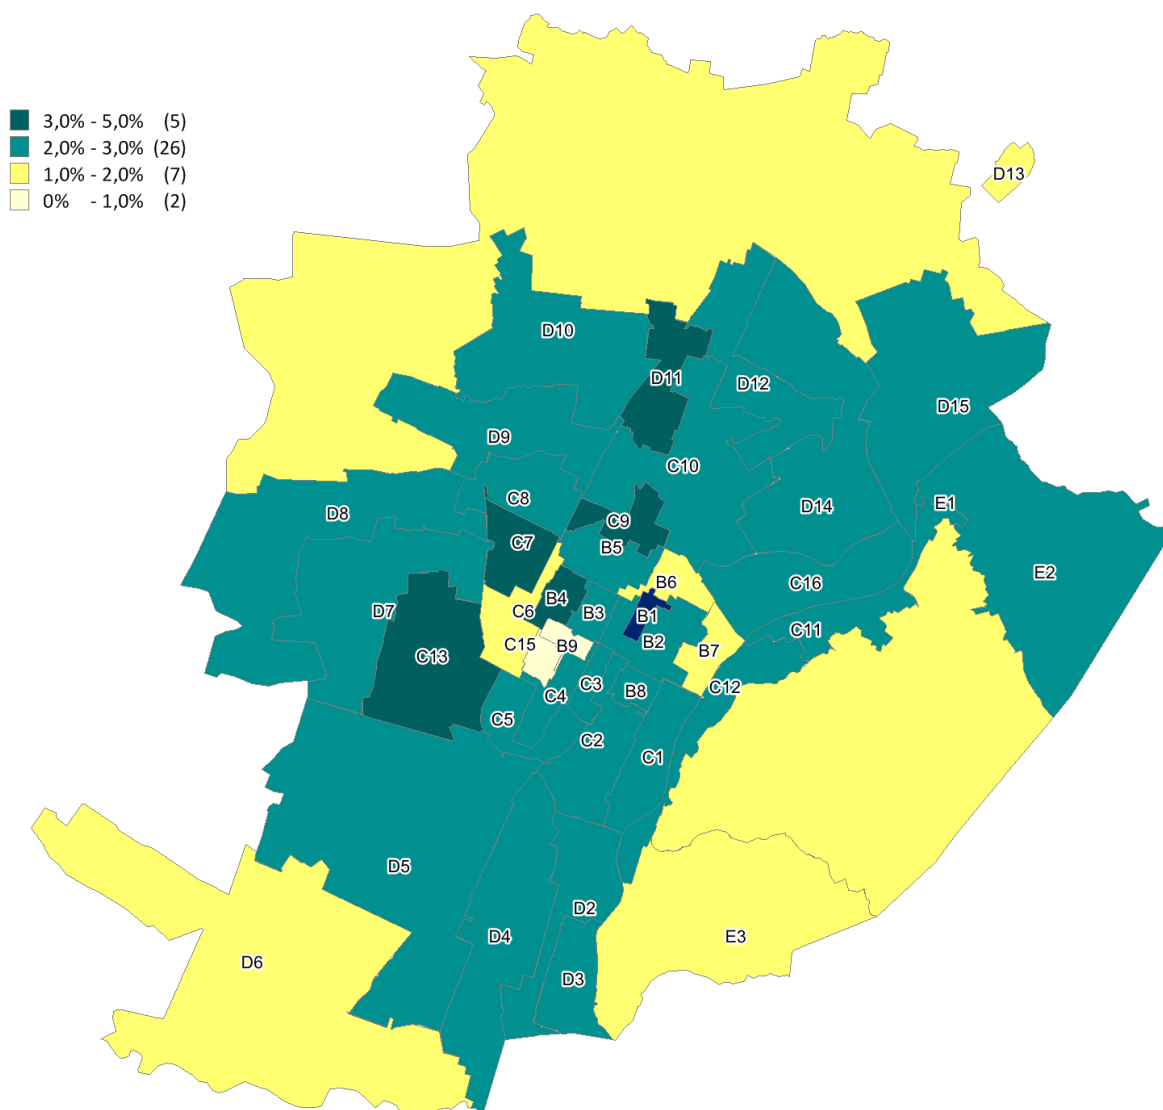 3,0% - 5,0% (5)
2,0% - 3,0% (26)
1,0% - 2,0% (7)
0% - 1,0% (2)
D13
D10
D11
D12
D15
D9
C10
C8
D8
D14
E1
C9
C7
B5
E2
B6
C16
B4
C6
B3
B1
D7
C11
B2
C15
B9
B7
C13
C3
C12
C4
B8
C5
C2
C1
D5
D2
D4
E3
D6
D3